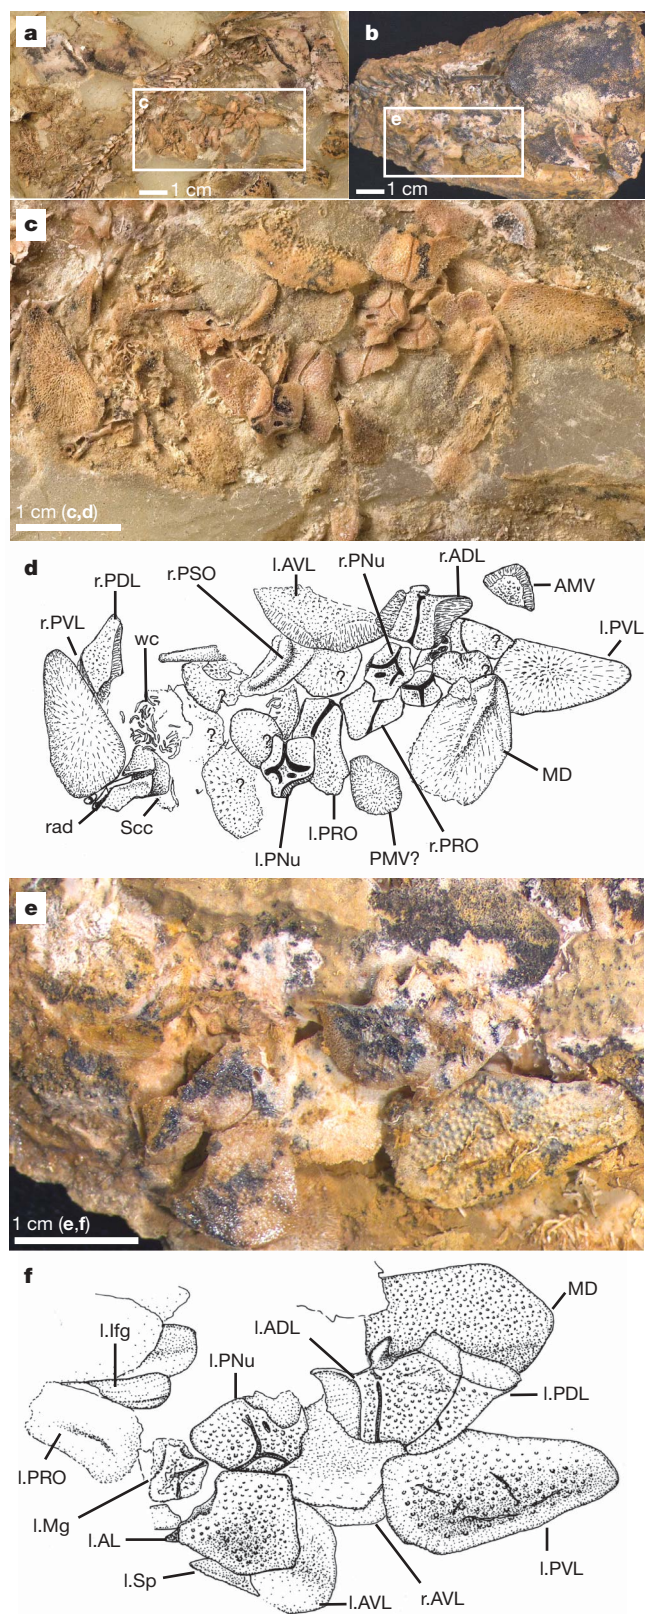 a
b
c
e
1 cm
1 cm
c
1 cm (c,d)
d
l.AVL
r.PNu
r.ADL
r.PSO
AMV
r.PDL
l.PVL
r.PVL
wc
?
?
?
?
?
?
?
MD
rad
Scc
l.PRO
r.PRO
l.PNu
PMV?
e
1 cm (e,f)
f
MD
l.ADL
l.Ifg
l.PNu
l.PDL
l.PRO
l.Mg
l.AL
l.PVL
l.Sp
r.AVL
l.AVL